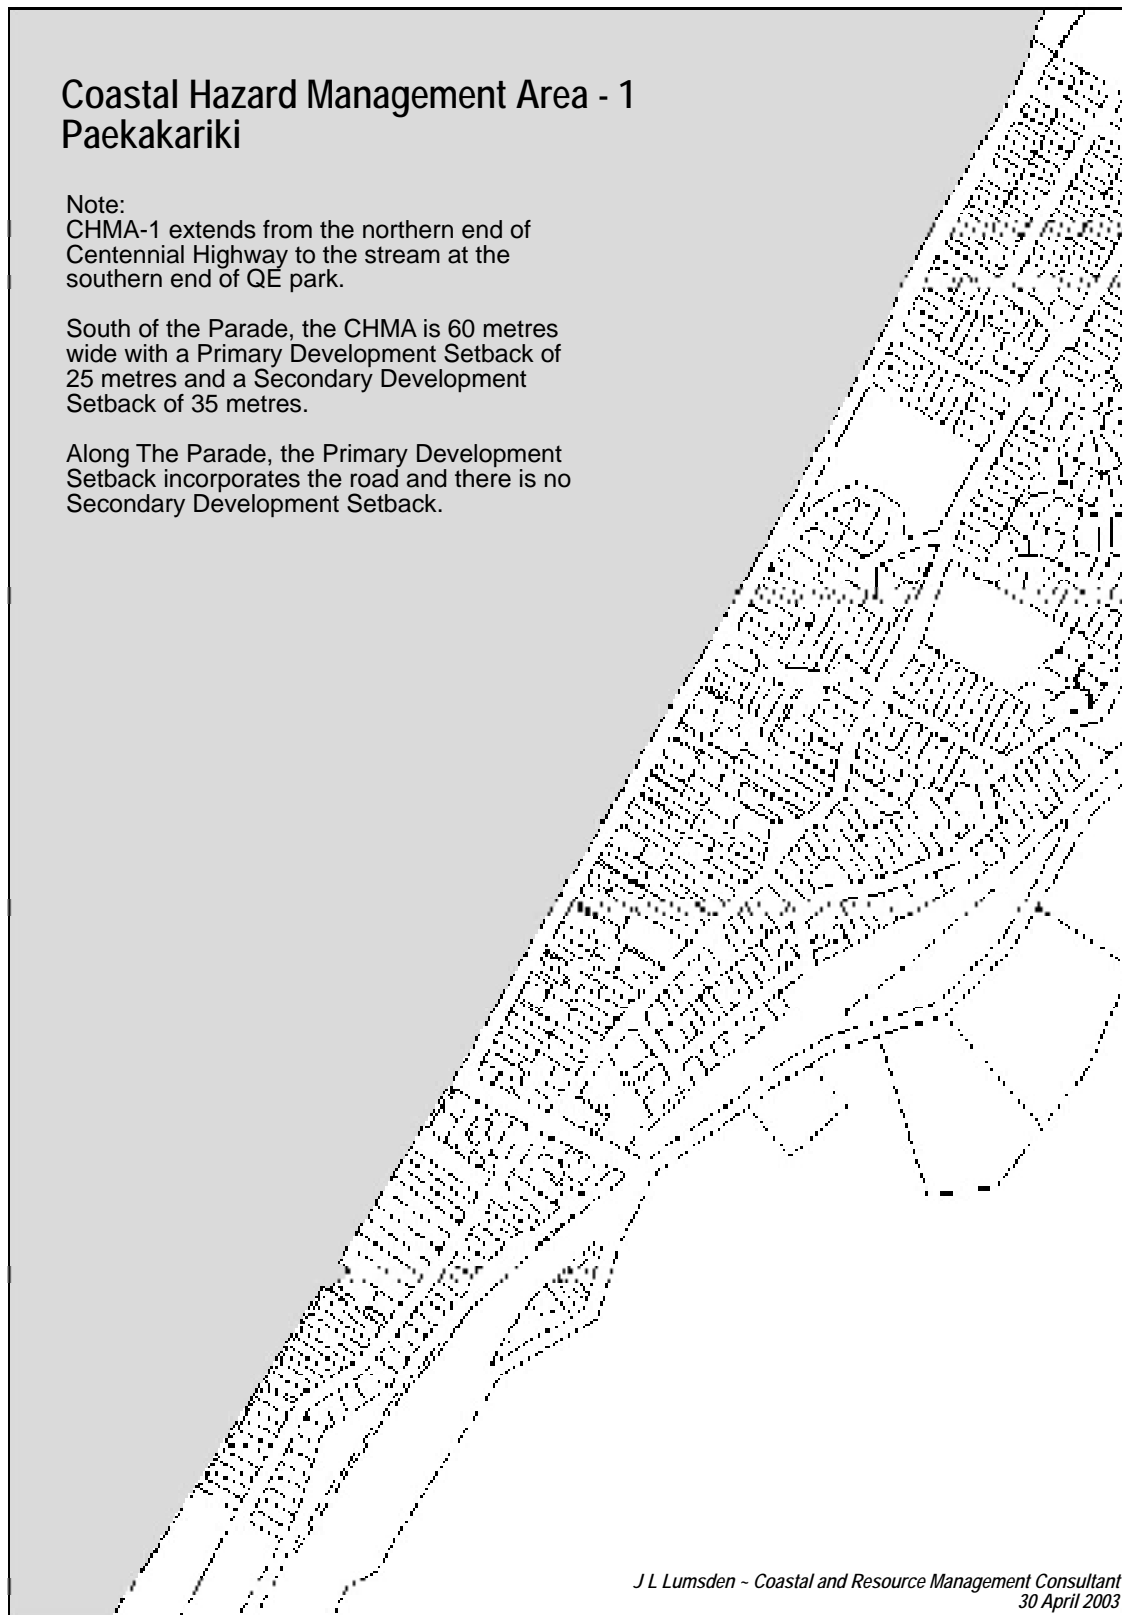 Coastal Hazard Management Area - 1
Paekakariki
Note:
CHMA-1 extends from the northern end of
Centennial Highway to the stream at the
southern end of QE park.
South of the Parade, the CHMA is 60 metres
wide with a Primary Development Setback of
25 metres and a Secondary Development
Setback of 35 metres.
Along The Parade, the Primary Development
Setback incorporates the road and there is no
Secondary Development Setback.
J L Lumsden ~ Coastal and Resource Management Consultant
30 April 2003